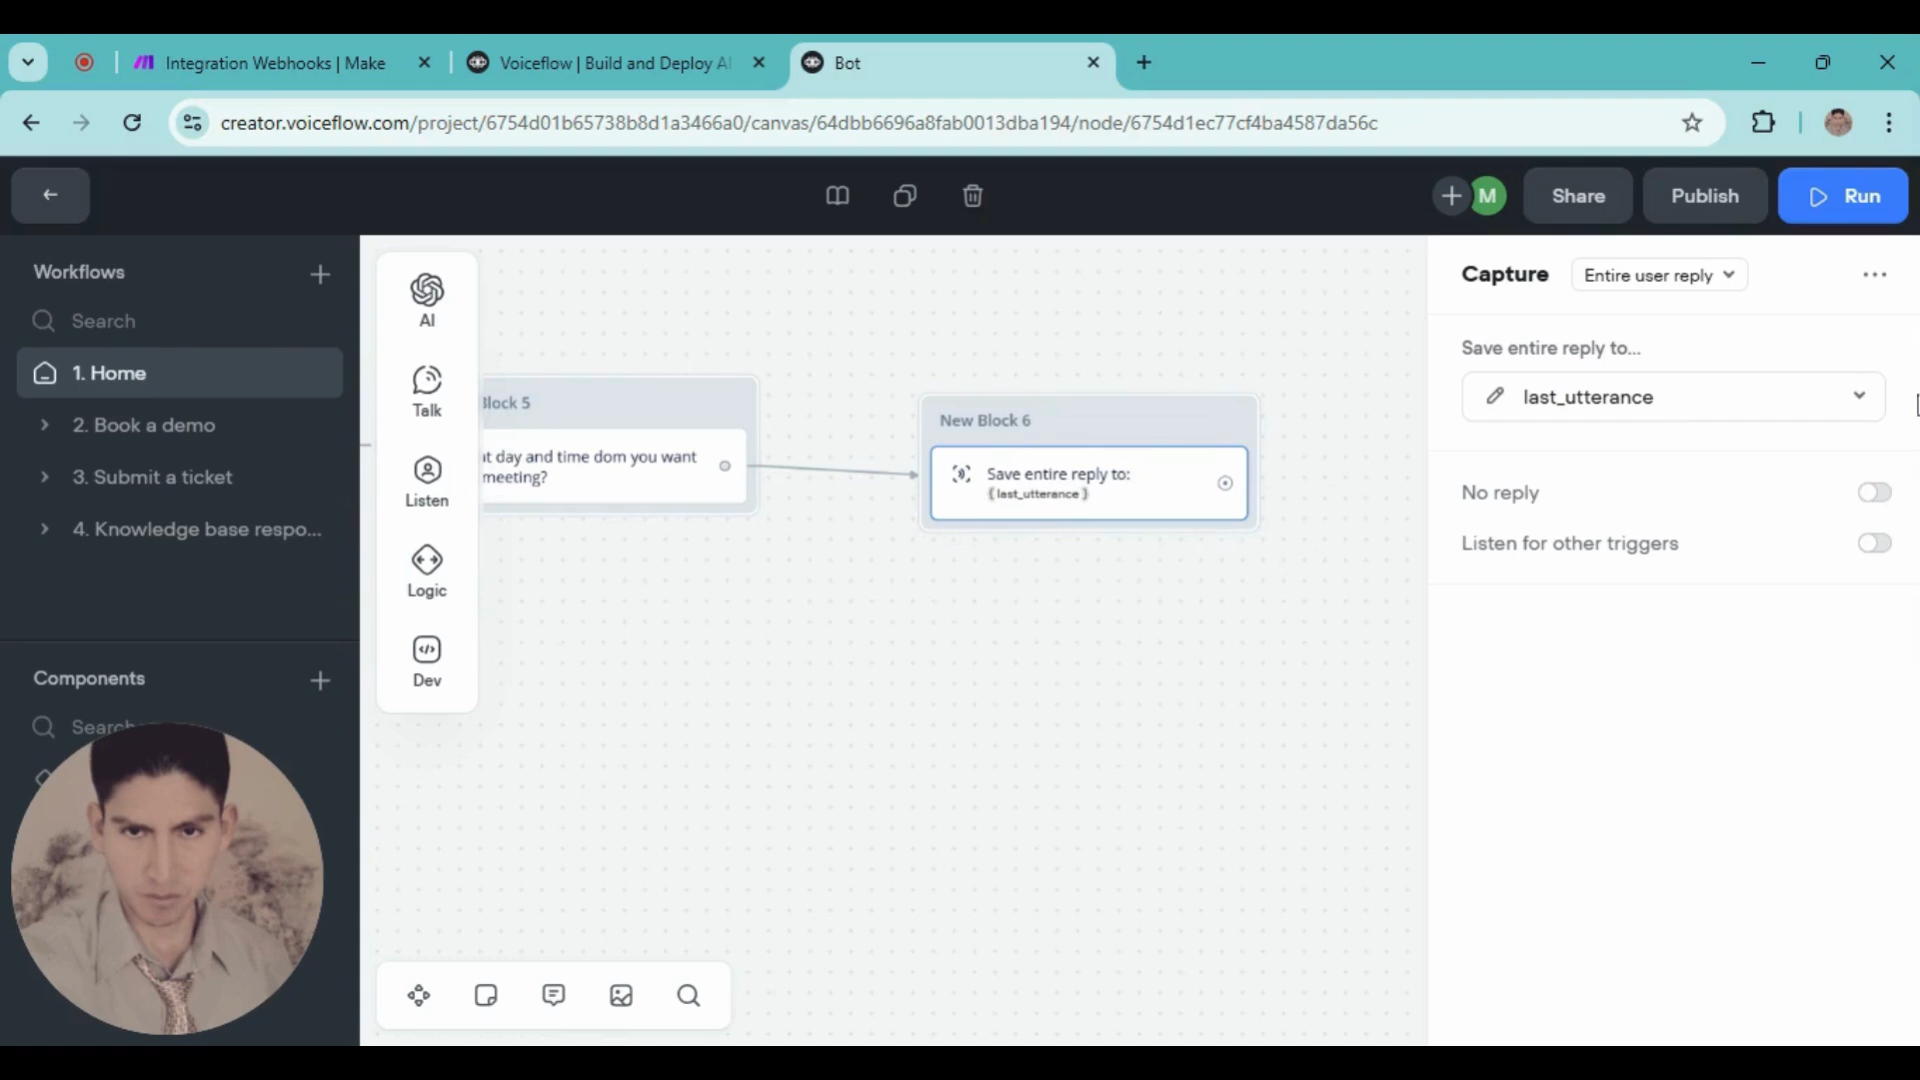 Integration Webhooks | Make
Voiceflow | Build and Deploy AI
Bot
creator.voiceflow.com/project/6754d01b65738b8d1a3466a0/canvas/64dbb6696a8fab0013dba194/node/6754d1ec77cf4ba4587da56c
M
Share
Publish
Run
Workflows
Search
1. Home
2. Book a demo
3. Submit a ticket
4. Knowledge base respo...
Components
Search
AI
Talk
Listen
Logic
Dev
Block 5
at day and time dom you want
meeting?
New Block 6
Save entire reply to:
{last_utterance}
Capture
Entire user reply
Save entire reply to...
last_utterance
No reply
Listen for other triggers